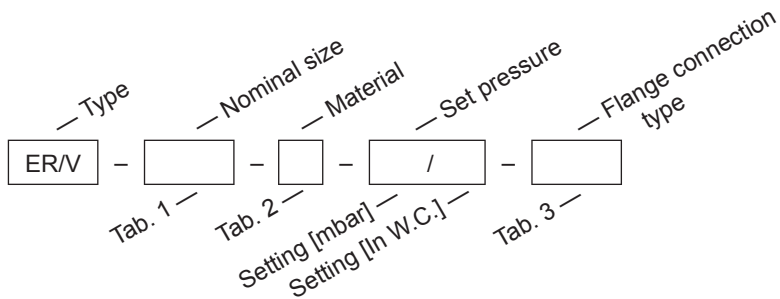 Type
Nominal size
Material
Set pressure
Flange connection
type
ER/V – – – / –
Tab. 1
Tab. 2
Setting [mbar]
Setting [In W.C.]
Tab. 3